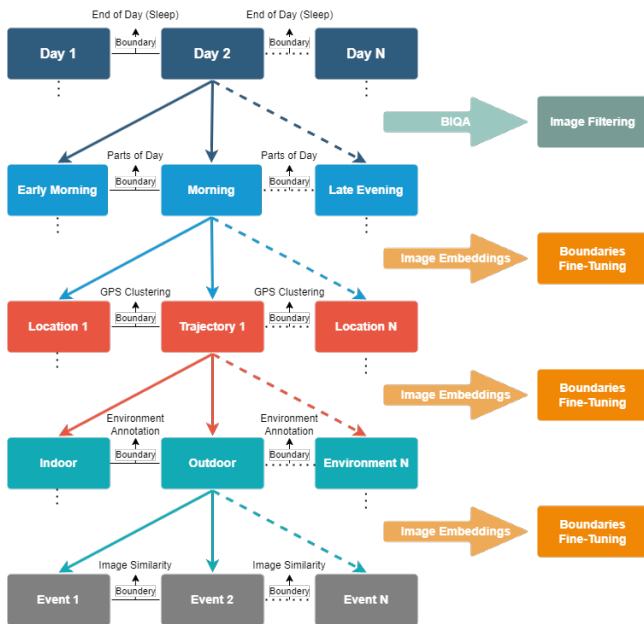 End of Day (Sleep)
End of Day (Sleep)
Day 1
Boundary
Day 2
Boundary
Day N
BIQA
Image Filtering
Parts of Day
Parts of Day
Early Morning
Boundary
Morning
Boundary
Late Evening
Image Embeddings
Boundaries
Fine-Tuning
GPS Clustering
GPS Clustering
Location 1
Boundary
Trajectory 1
Boundary
Location N
Image Embeddings
Boundaries
Fine-Tuning
Environment
Annotation
Environment
Annotation
Indoor
Boundary
Outdoor
Boundary
Environment N
Image Embeddings
Boundaries
Fine-Tuning
Image Similarity
Image Similarity
Event 1
Boundary
Event 2
Boundary
Event N